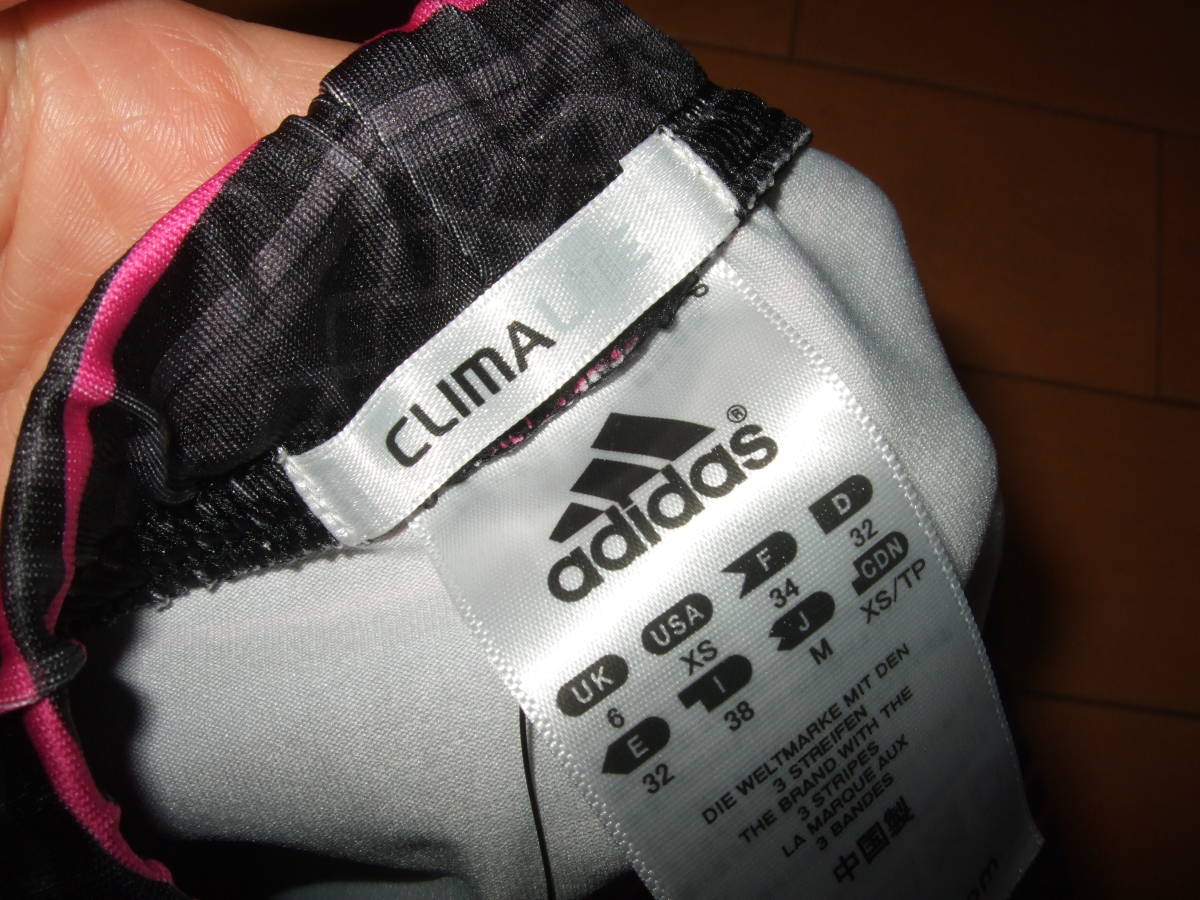 CLIMALITE
adidas®
UK USA F D
6 XS 34 32
E I J CDN
32 38 M XS/TP
DIE WELTMARKE MIT DEN
3 STREIFEN
THE BRAND WITH THE
3 STRIPES
LA MARQUE AUX
3 BANDES
中国製